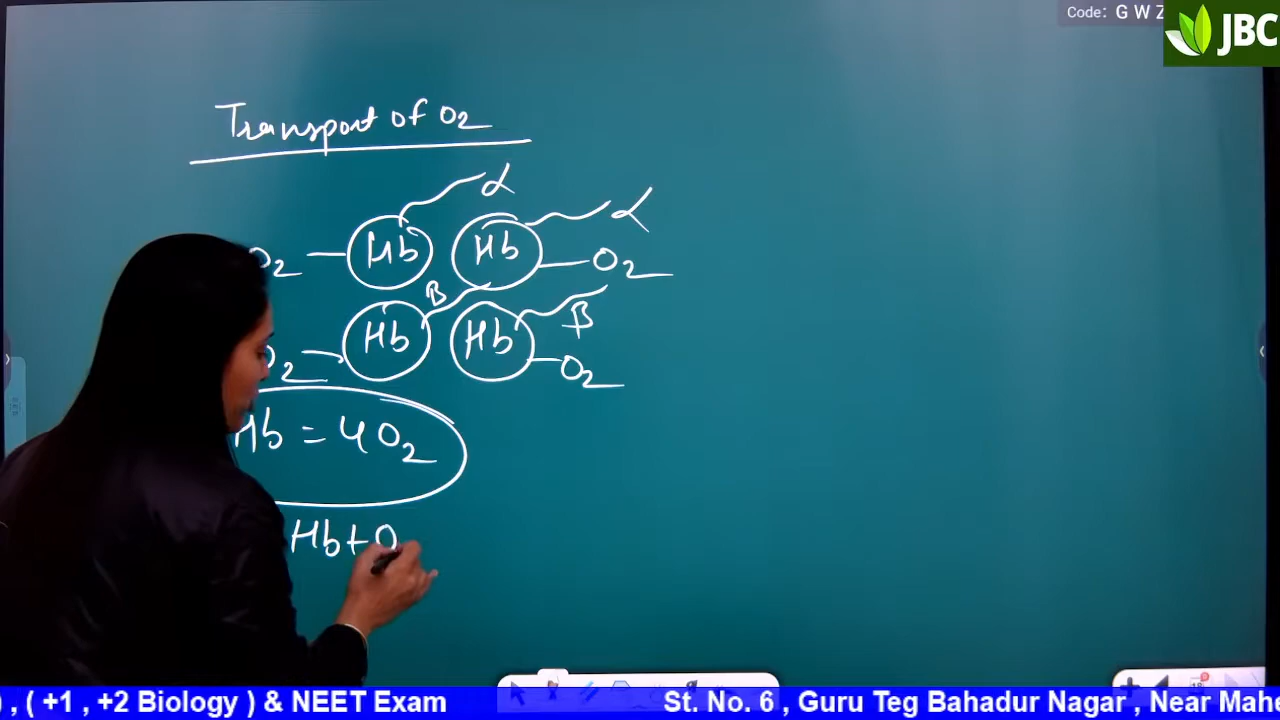 Code: G W Z
JBC
Transport of O2
α
α
O2 Hb Hb O2
B
β
O2 Hb Hb O2
Hb = 4O2
Hb + O
, ( +1 , +2 Biology ) & NEET Exam St. No. 6 , Guru Teg Bahadur Nagar , Near Mahe